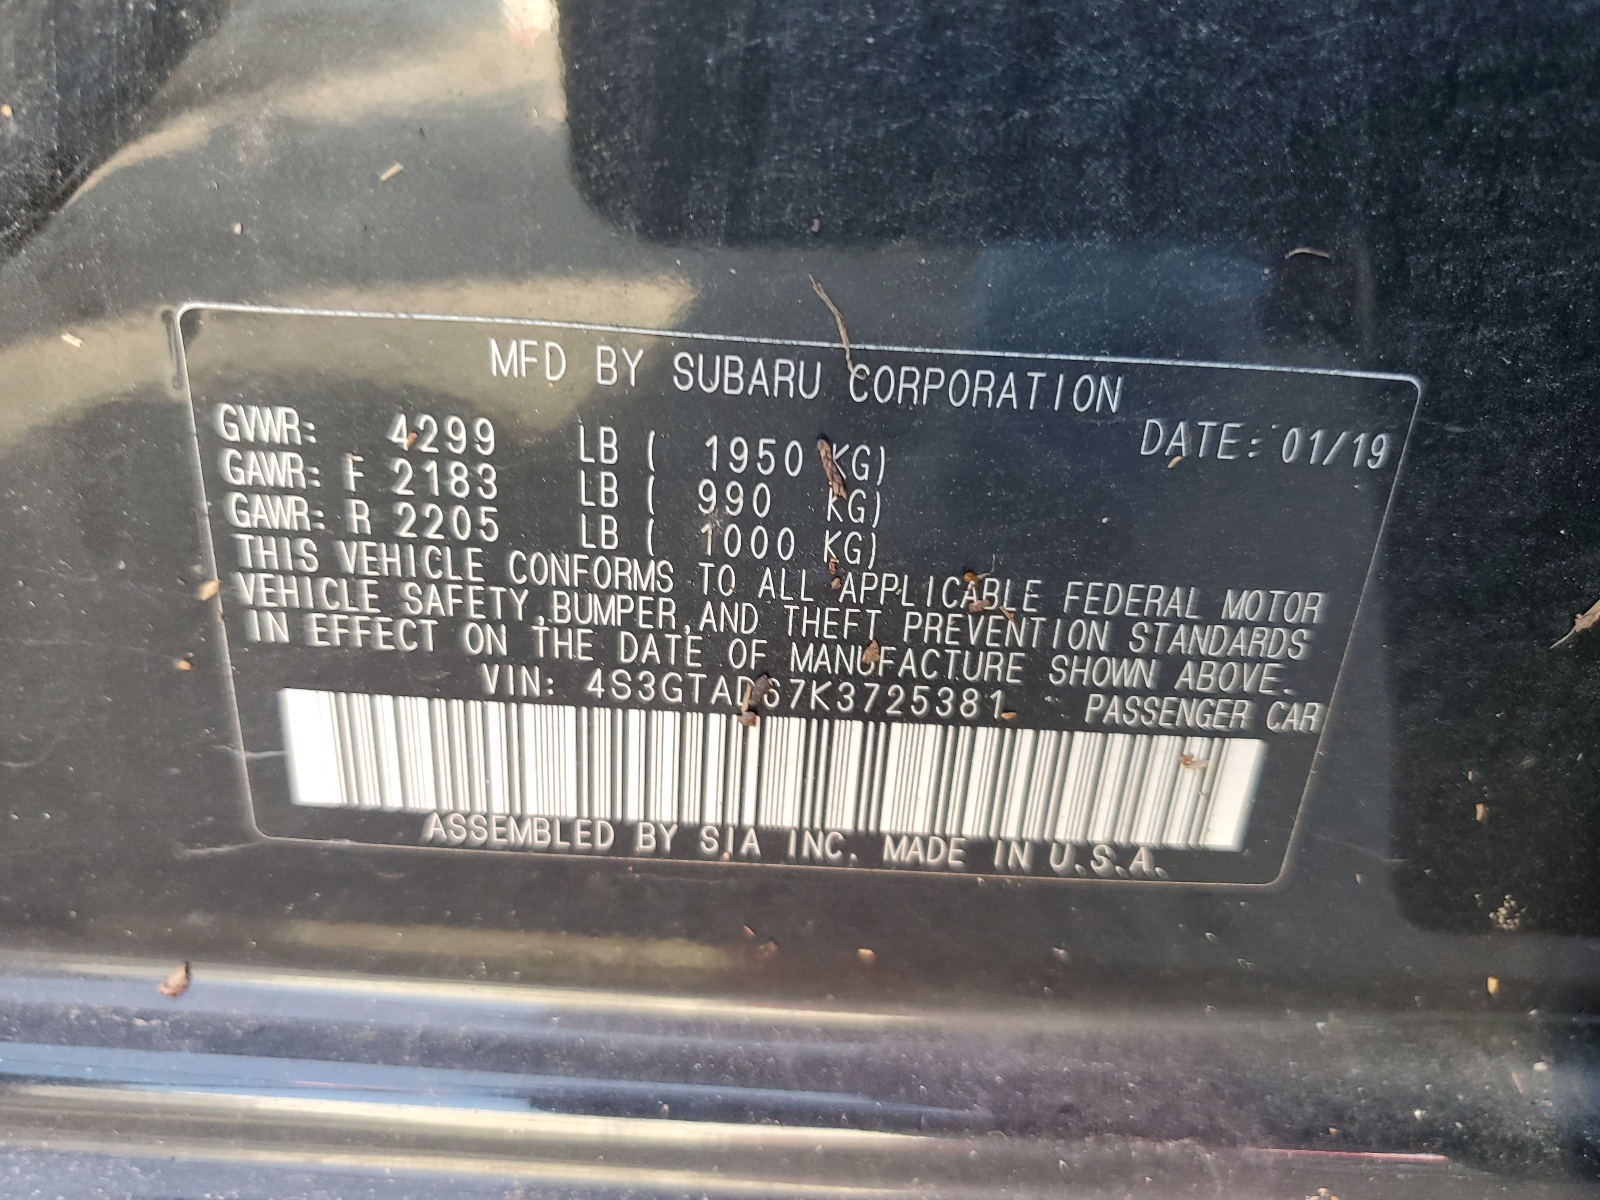 MFD BY SUBARU CORPORATION
DATE: 01/19
GVWR: 4299 LB ( 1950 KG)
GAWR: F 2183 LB ( 990 KG)
GAWR: R 2205 LB ( 1000 KG)
THIS VEHICLE CONFORMS TO ALL APPLICABLE FEDERAL MOTOR
VEHICLE SAFETY,BUMPER,AND THEFT PREVENTION STANDARDS
IN EFFECT ON THE DATE OF MANUFACTURE SHOWN ABOVE.
VIN: 4S3GTAD67K3725381 PASSENGER CAR
ASSEMBLED BY SIA INC. MADE IN U.S.A.